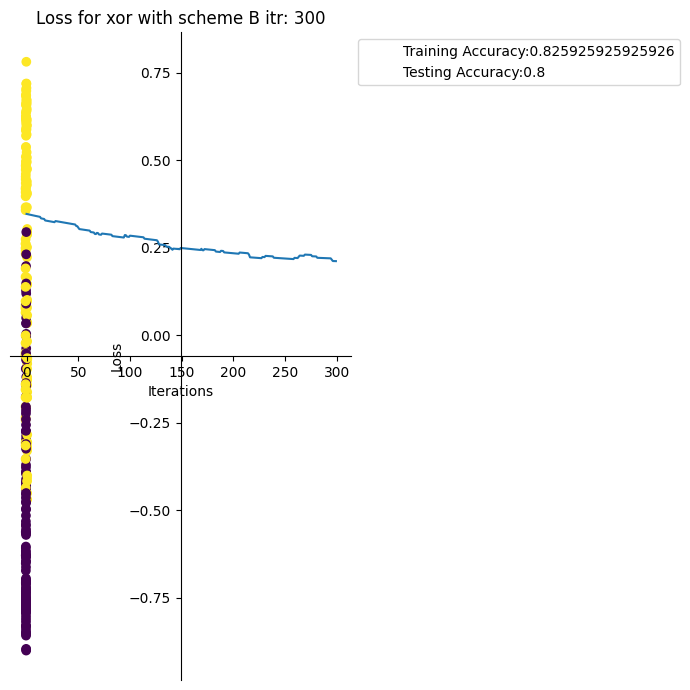 Loss for xor with scheme B itr: 300
Training Accuracy:0.825925925925926
Testing Accuracy:0.8
0.75
0.50
0.25
0.00
Loss
0 50 100 150 200 250 300
Iterations
−0.25
−0.50
−0.75